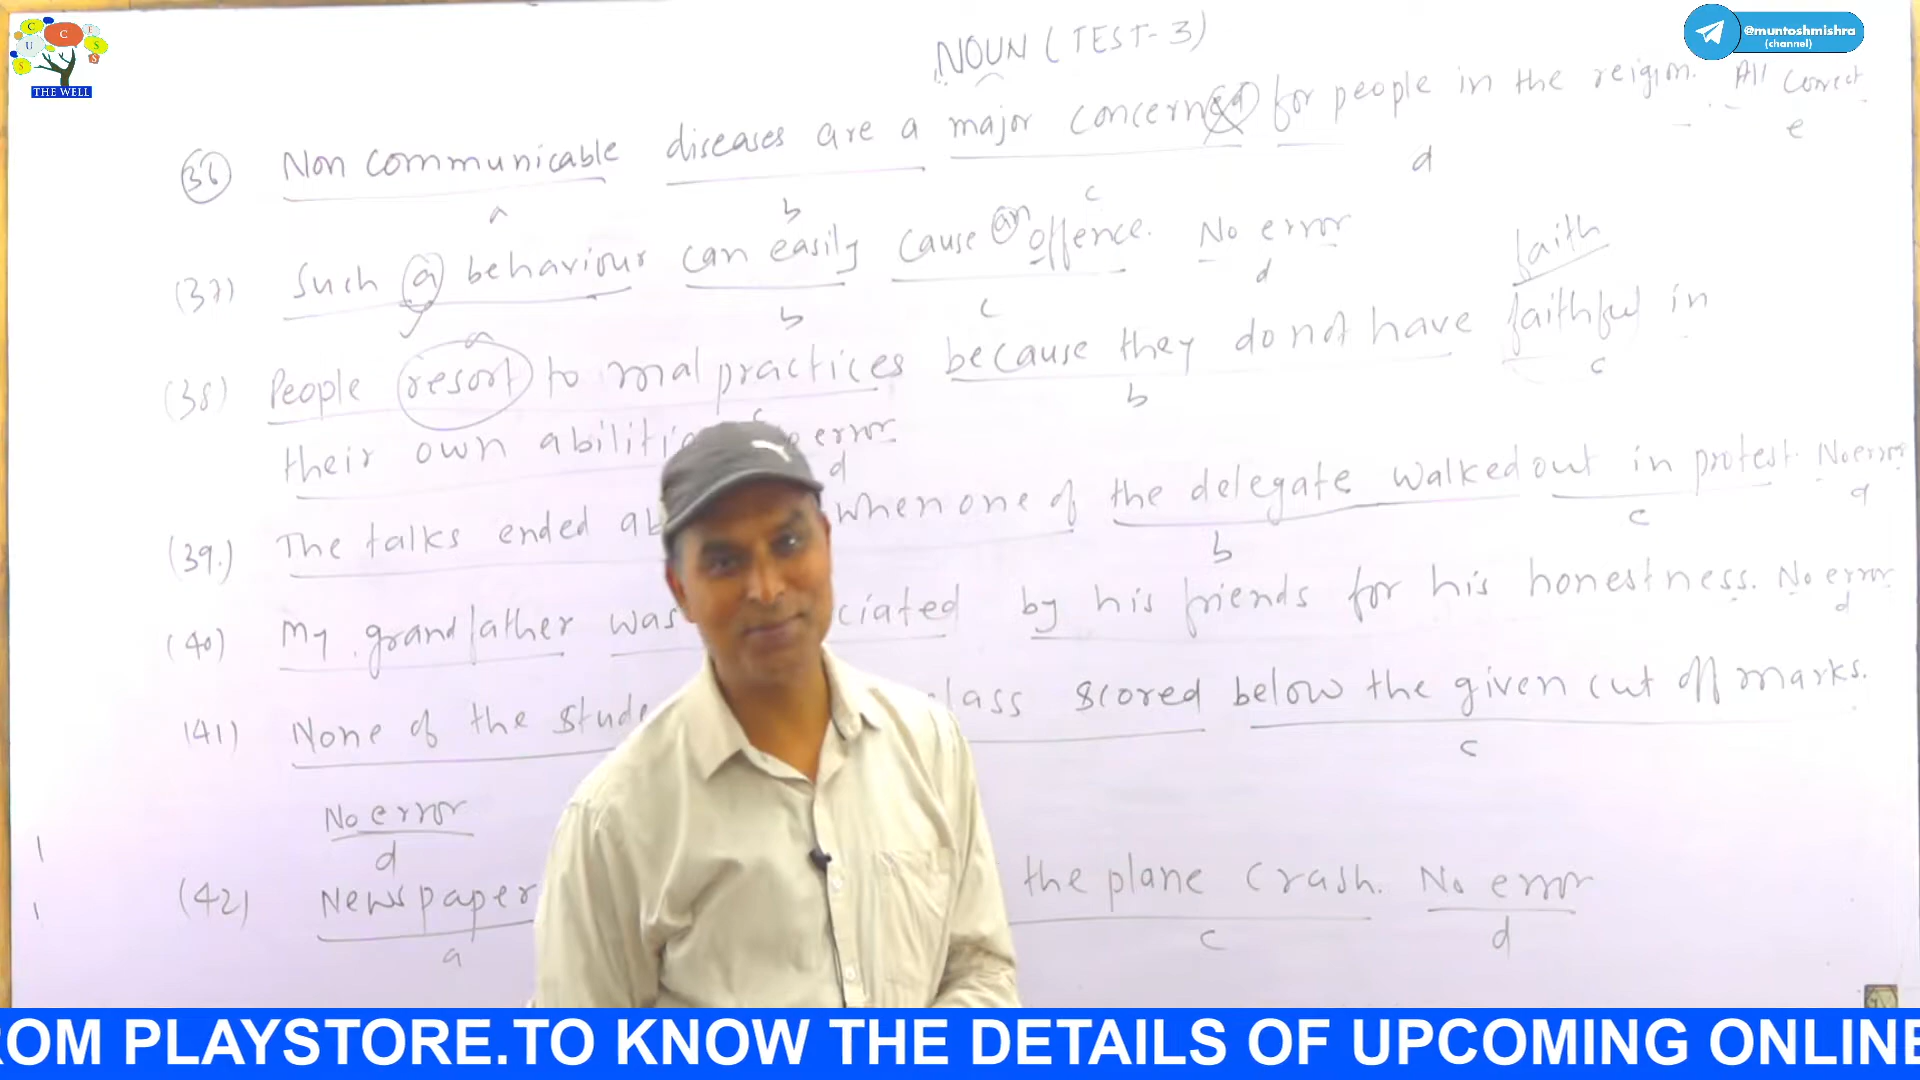 U C C E S S S
THE WELL
@muntoshmishra
(channel)
NOUN (TEST-3)
(36) Non communicable diseases are a major concerned for people in the reigion. All correct
a b c d e
(37) Such a behaviour can easily cause an offence. No error
a b c d
faith
(38) People resort to malpractices because they do not have faithful in
b c
their own abilities error
c d
(39.) The talks ended when one of the delegate walked out in protest. No error
b c d
(40) My grandfather was ciated by his friends for his honestness. No error
d
(41) None of the stude lass scored below the given cut off marks.
c
No error
d
(42) Newspaper the plane crash. No error
a c d
ROM PLAYSTORE.TO KNOW THE DETAILS OF UPCOMING ONLINE